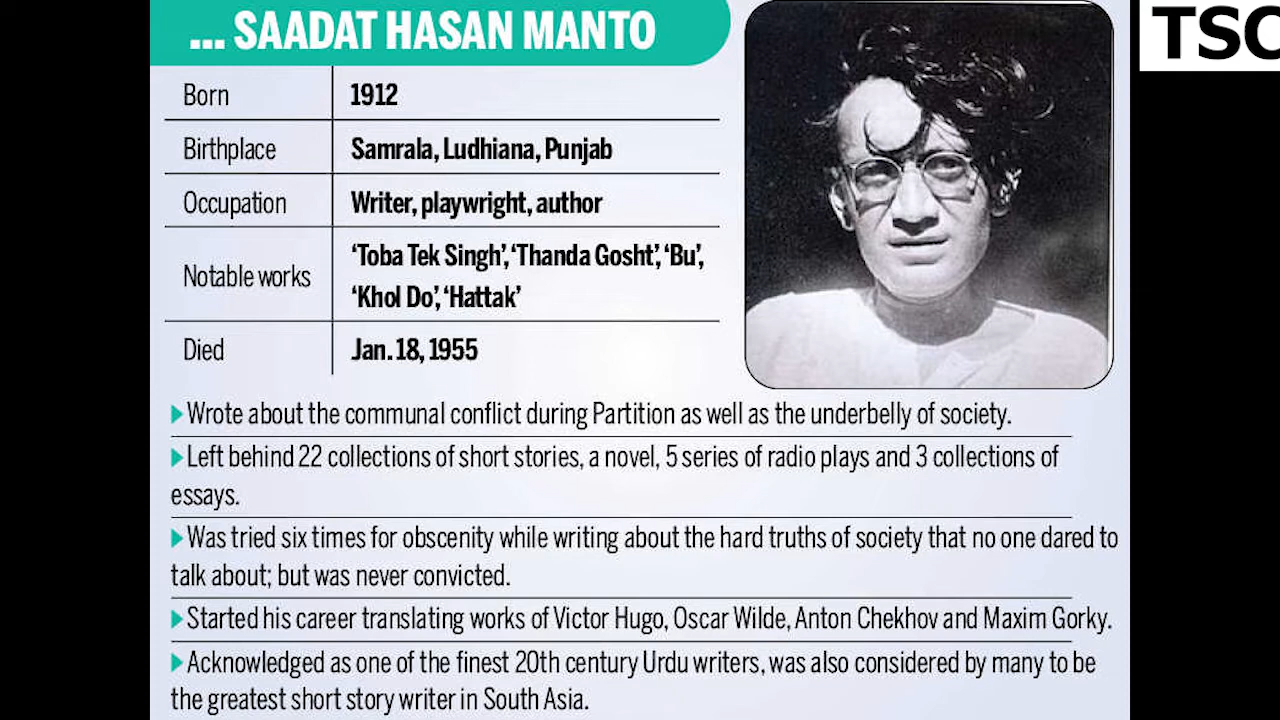 ... SAADAT HASAN MANTO
TSC
Born 1912
Birthplace Samrala, Ludhiana, Punjab
Occupation Writer, playwright, author
Notable works ‘Toba Tek Singh’, ‘Thanda Gosht’, ‘Bu’,
‘Khol Do’, ‘Hattak’
Died Jan. 18, 1955
Wrote about the communal conflict during Partition as well as the underbelly of society.
Left behind 22 collections of short stories, a novel, 5 series of radio plays and 3 collections of
essays.
Was tried six times for obscenity while writing about the hard truths of society that no one dared to
talk about; but was never convicted.
Started his career translating works of Victor Hugo, Oscar Wilde, Anton Chekhov and Maxim Gorky.
Acknowledged as one of the finest 20th century Urdu writers, was also considered by many to be
the greatest short story writer in South Asia.